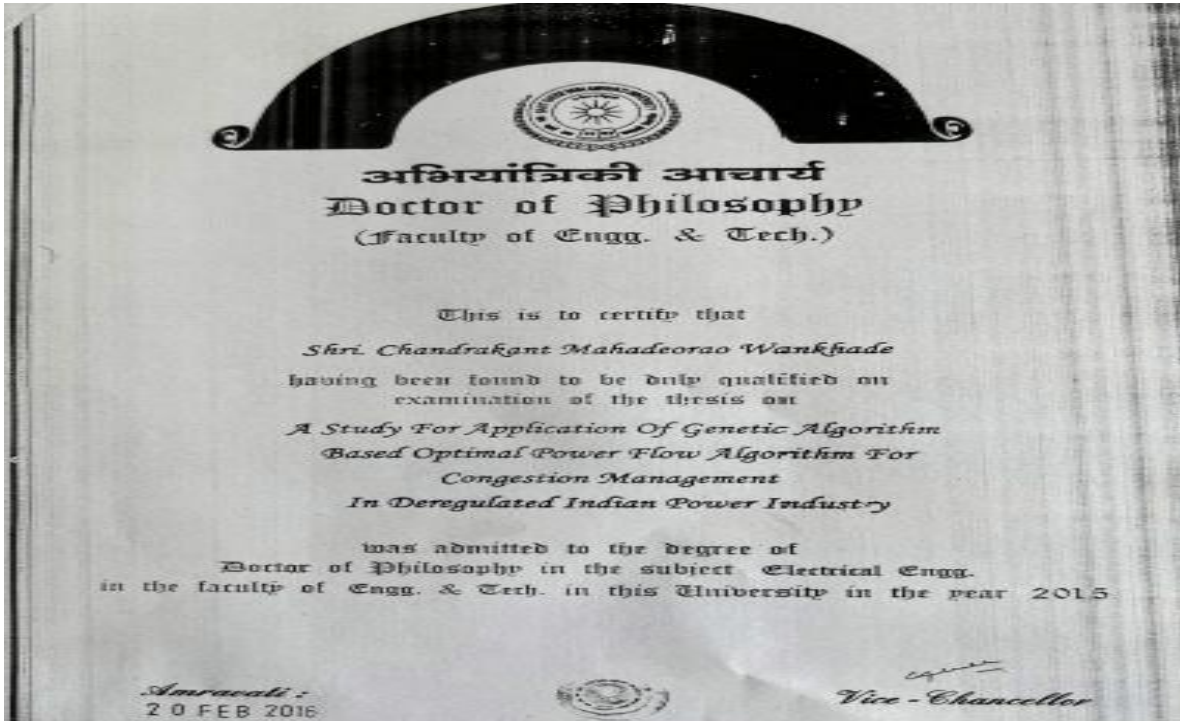 अभियांत्रिकी आचार्य
Doctor of Philosophy
(Faculty of Engg. & Tech.)
This is to certify that
Shri. Chandrakant Mahadeorao Wankhade
having been found to be duly qualified on
examination of the thesis on
A Study For Application Of Genetic Algorithm
Based Optimal Power Flow Algorithm For
Congestion Management
In Deregulated Indian Power Industry
was admitted to the degree of
Doctor of Philosophy in the subject Electrical Engg.
in the faculty of Engg. & Tech. in this University in the year 2015
Amravati :
20 FEB 2016
Vice-Chancellor